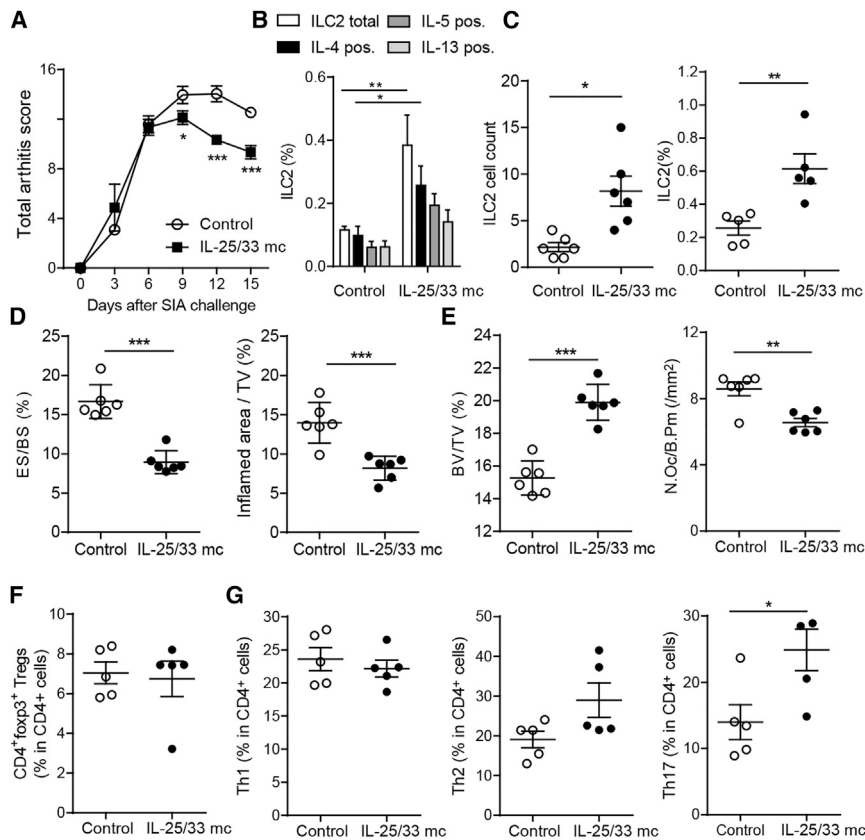 A
Total arthitis score
16
12
8
4
0
0 3 6 9 12 15
Days after SIA challenge
Control
IL-25/33 mc
* *** ***
B
ILC2 total
IL-4 pos.
IL-5 pos.
IL-13 pos.
ILC2 (%)
0.6
0.4
0.2
0.0
**
*
Control IL-25/33 mc
C
ILC2 cell count
20
15
10
5
0
*
Control IL-25/33 mc
ILC2(%)
1.2
1.0
0.8
0.6
0.4
0.2
0.0
**
Control IL-25/33 mc
D
ES/BS (%)
25
20
15
10
5
0
***
Control IL-25/33 mc
Inflamed area / TV (%)
25
20
15
10
5
0
***
Control IL-25/33 mc
E
BV/TV (%)
22
20
18
16
14
12
***
Control IL-25/33 mc
N.Oc/B.Pm (/mm2)
12
9
6
3
0
**
Control IL-25/33 mc
F
CD4+foxp3+ Tregs
(% in CD4+ cells)
10
8
6
4
2
0
Control IL-25/33 mc
G
Th1 (% in CD4+ cells)
30
25
20
15
10
5
0
Control IL-25/33 mc
Th2 (% in CD4+ cells)
50
40
30
20
10
0
Control IL-25/33 mc
Th17 (% in CD4+ cells)
30
20
10
0
*
Control IL-25/33 mc